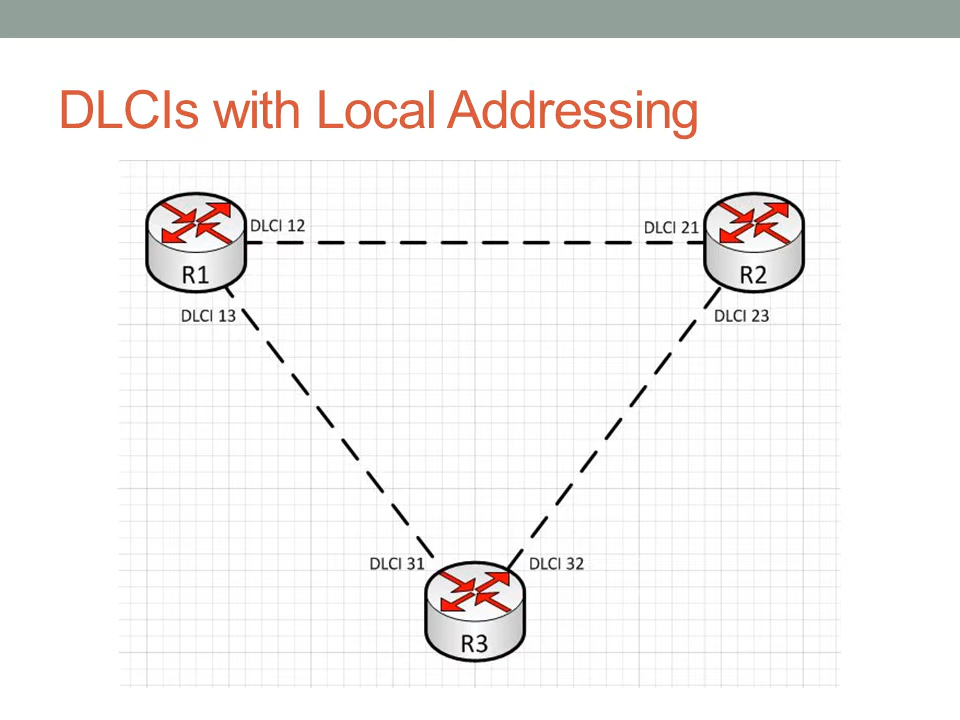 DLCIs with Local Addressing
DLCI 12
DLCI 21
R1
R2
DLCI 13
DLCI 23
DLCI 31
DLCI 32
R3